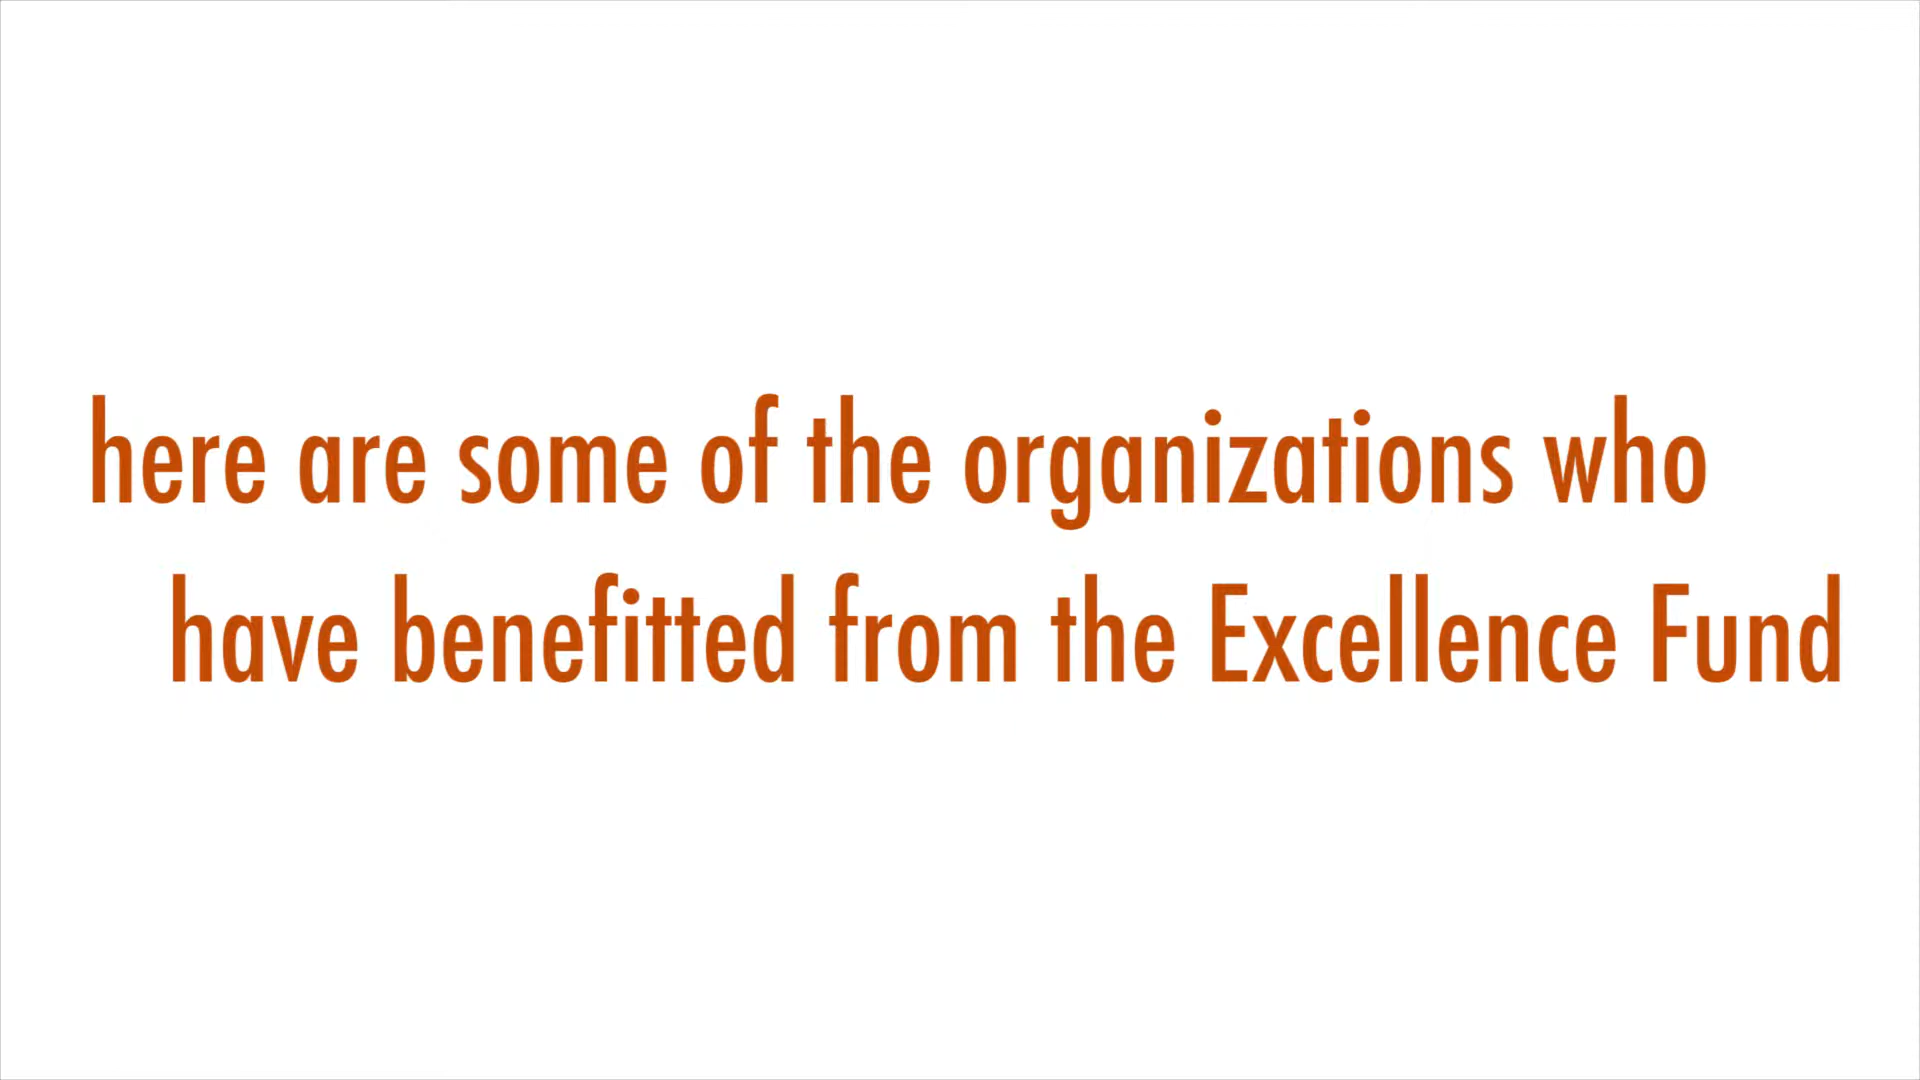 here are some of the organizations who
have benefitted from the Excellence Fund